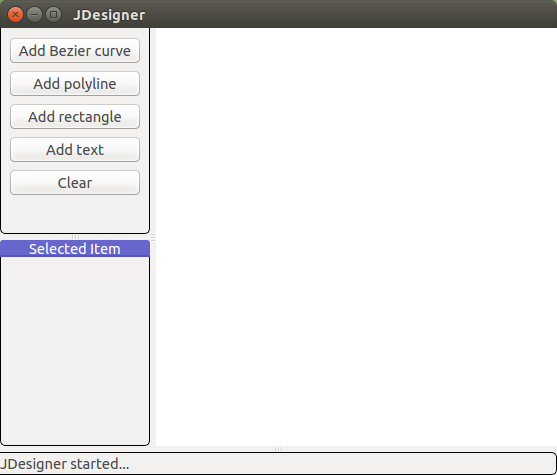 JDesigner
Add Bezier curve
Add polyline
Add rectangle
Add text
Clear
Selected Item
JDesigner started...